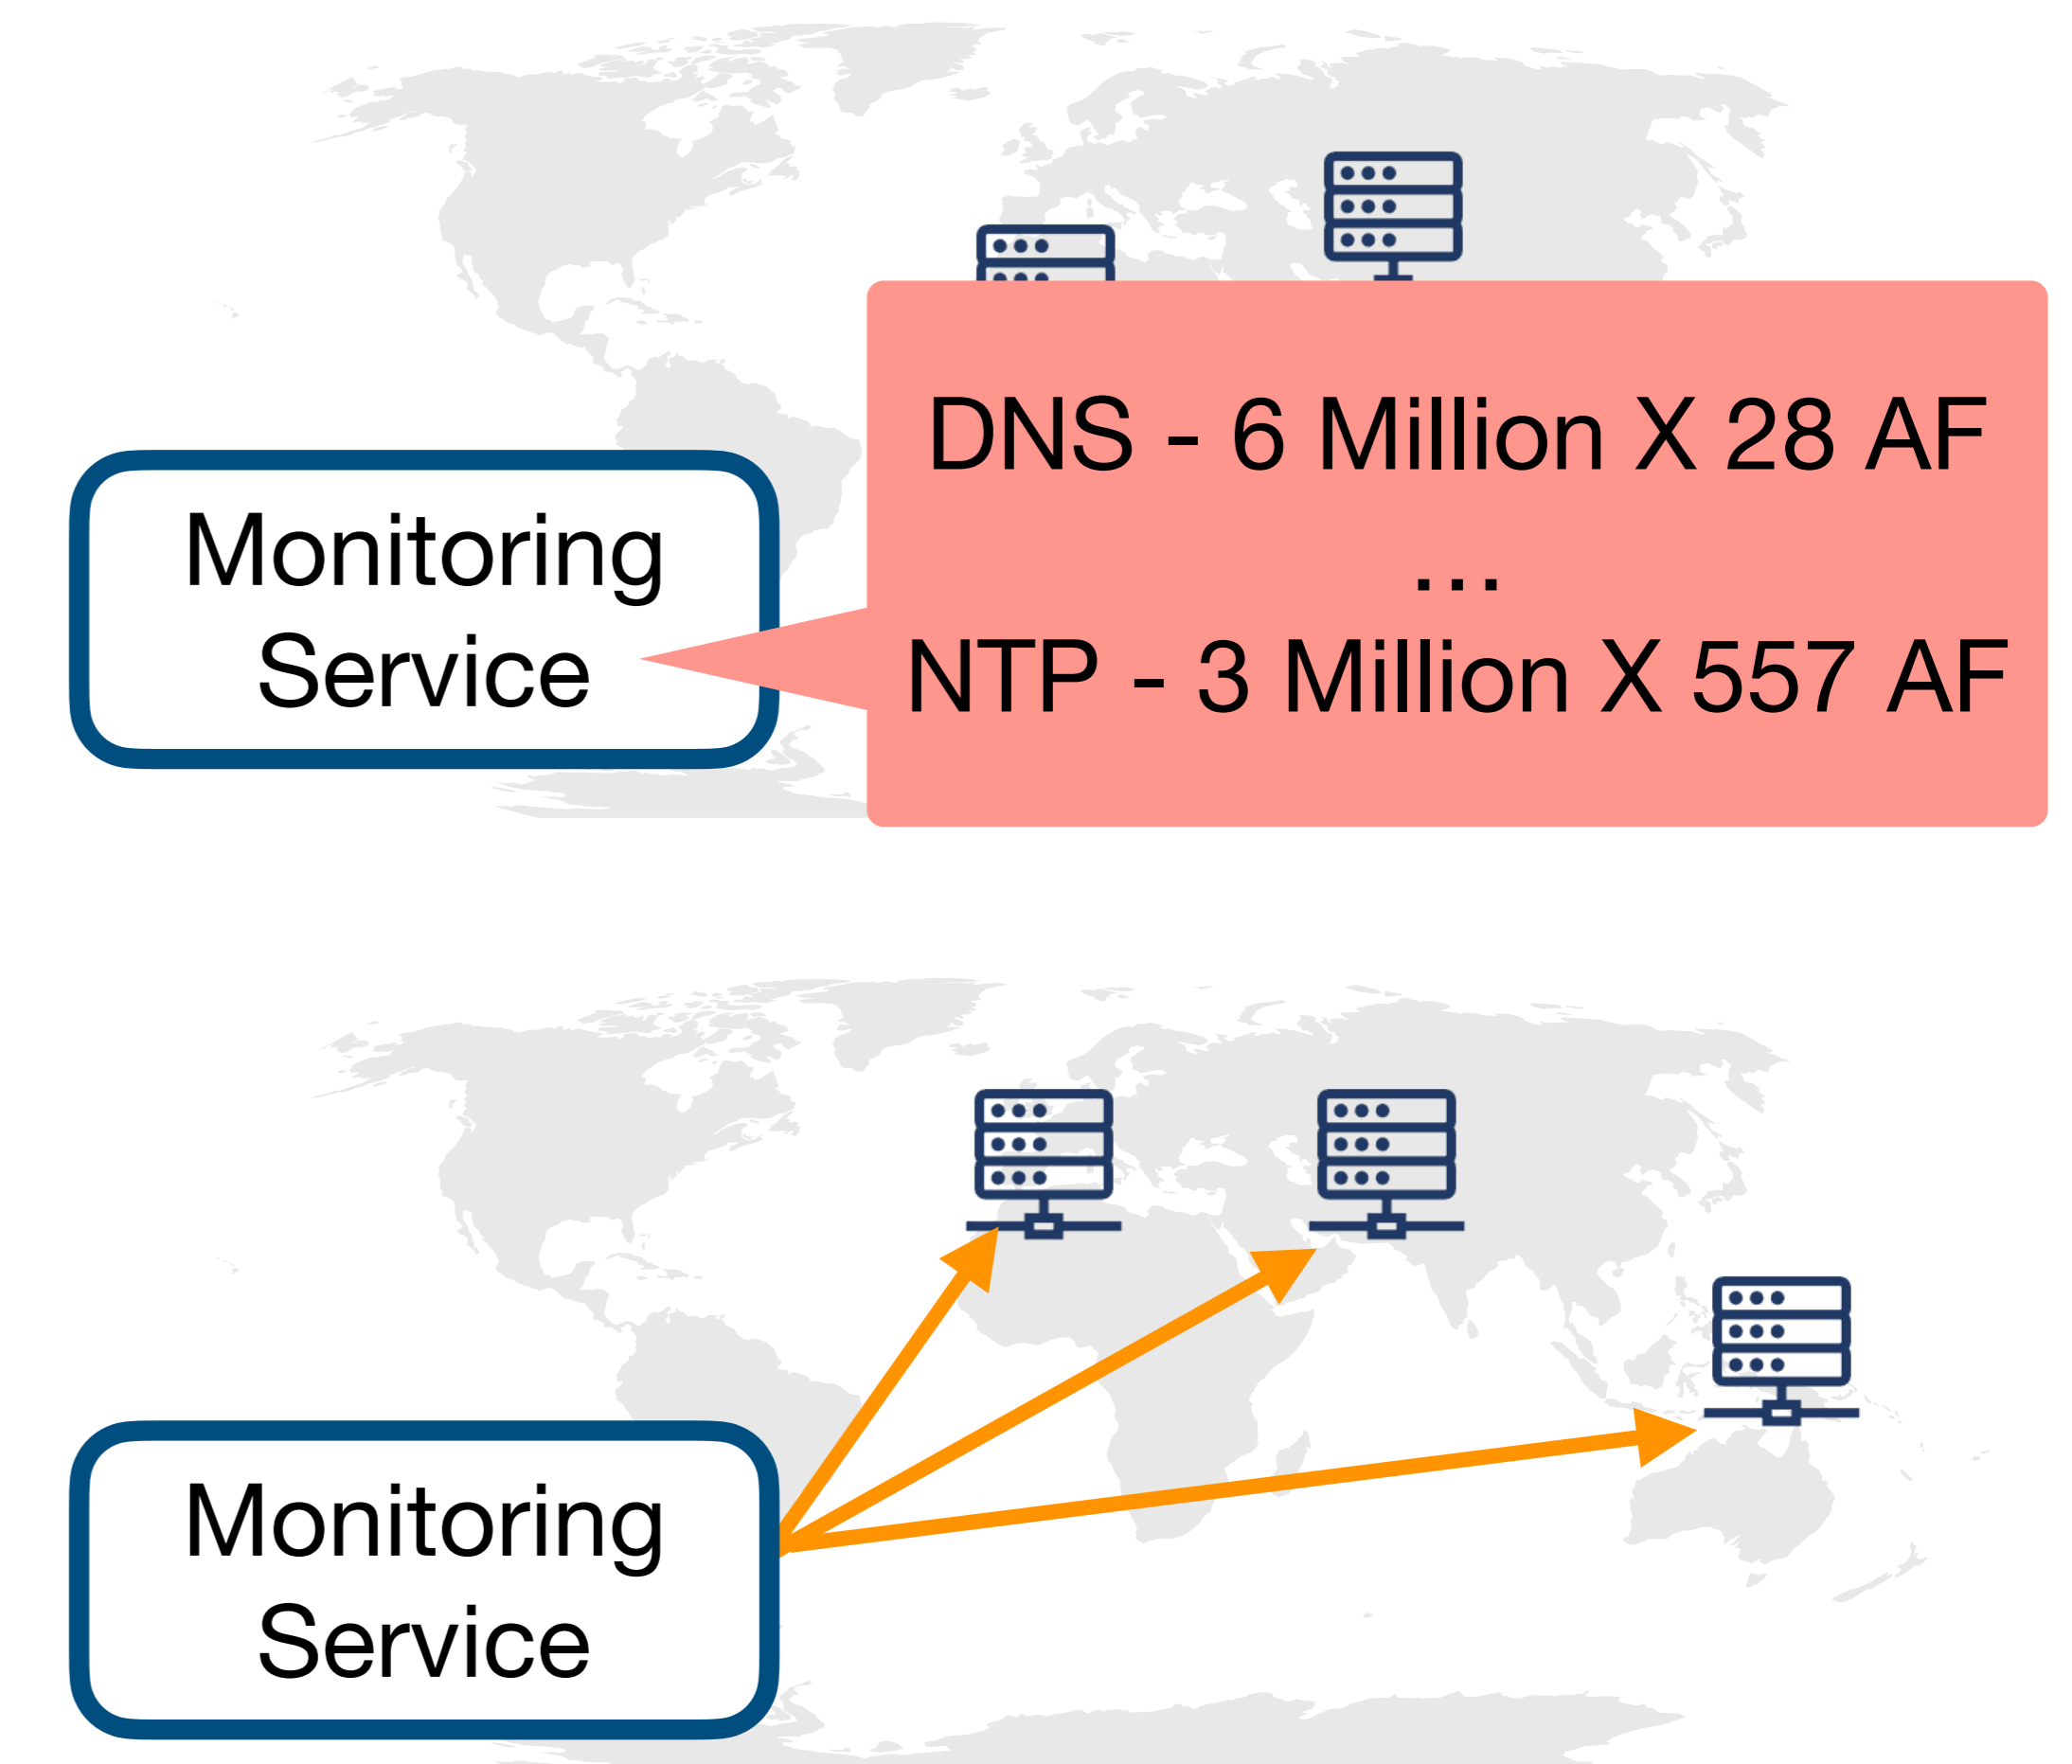 DNS - 6 Million X 28 AF
...
NTP - 3 Million X 557 AF
Monitoring
Service
Monitoring
Service